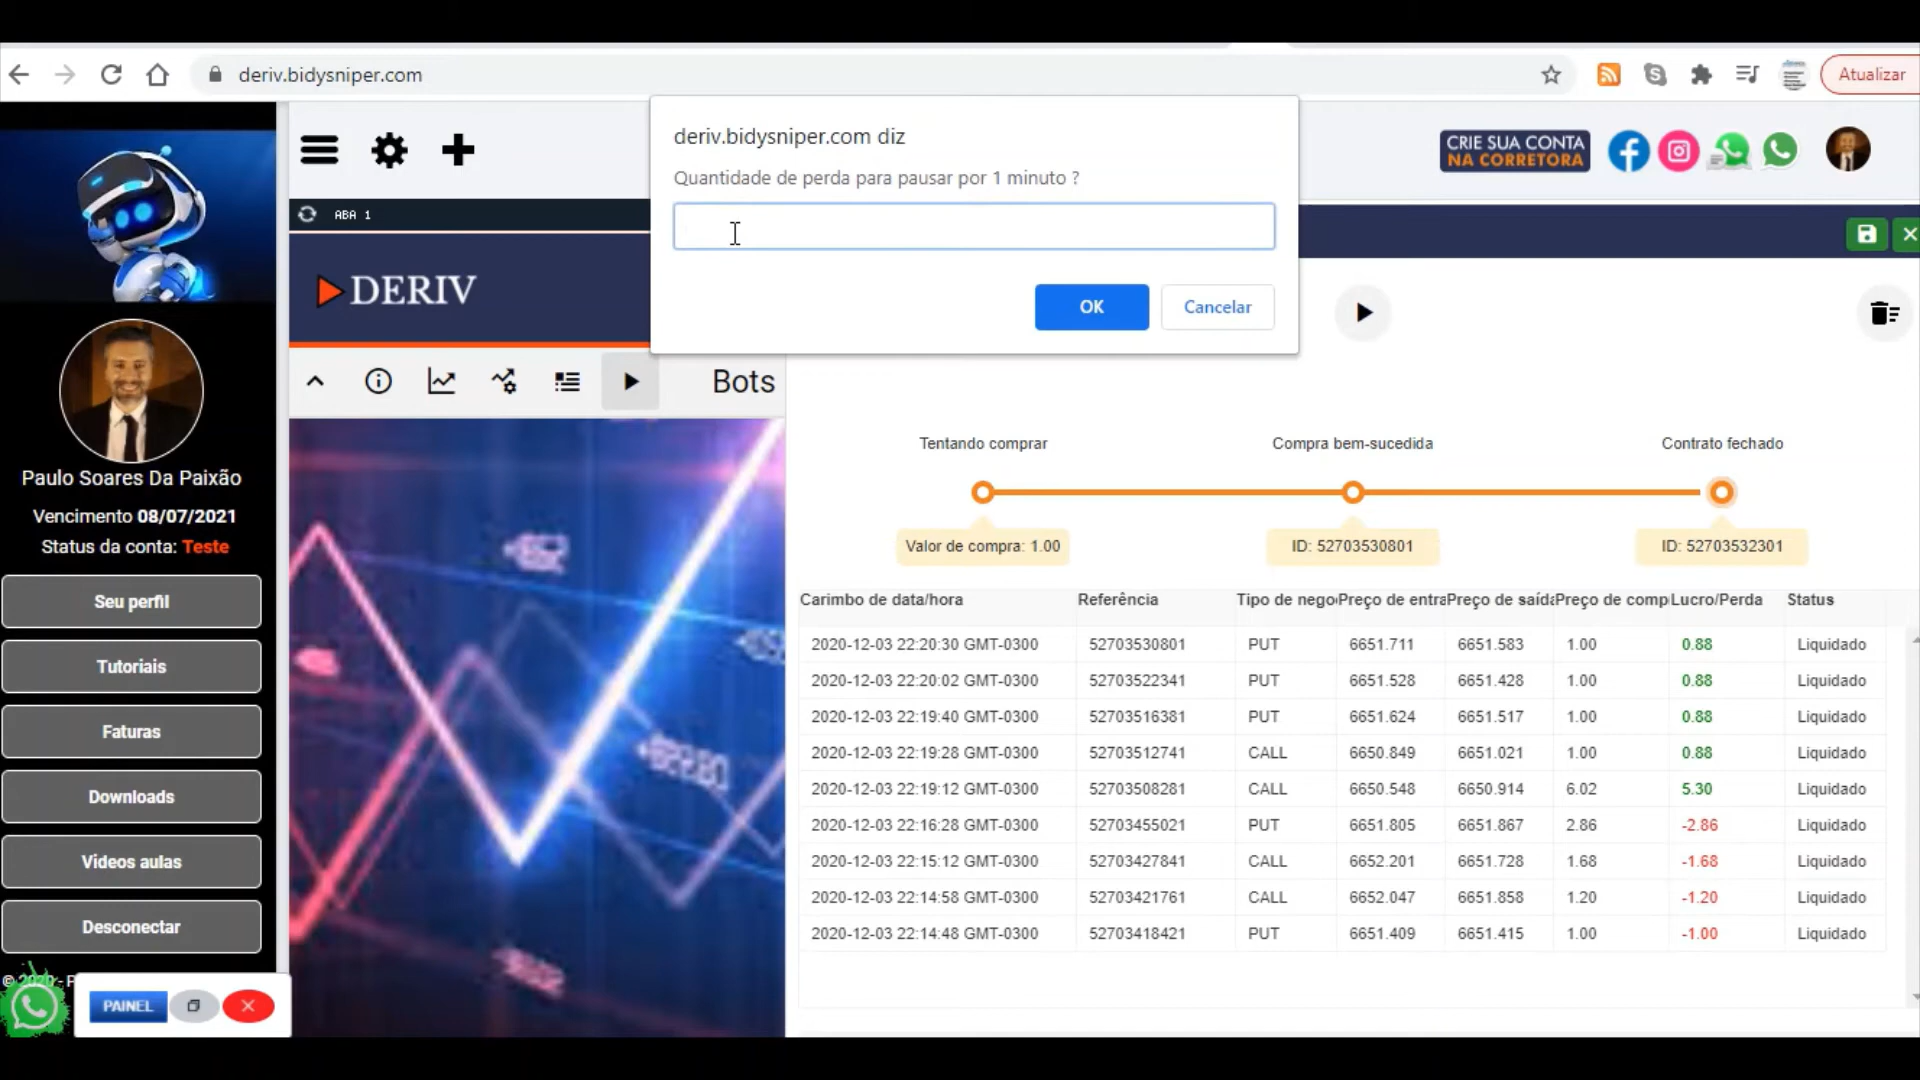 deriv.bidysniper.com
Atualizar
deriv.bidysniper.com diz
Quantidade de perda para pausar por 1 minuto ?
OK
Cancelar
CRIE SUA CONTA
NA CORRETORA
ABA 1
DERIV
Bots
Paulo Soares Da Paixão
Vencimento 08/07/2021
Status da conta: Teste
Seu perfil
Tutoriais
Faturas
Downloads
Videos aulas
Desconectar
© 2020 - P
PAINEL
Tentando comprar
Compra bem-sucedida
Contrato fechado
Valor de compra: 1.00
ID: 52703530801
ID: 52703532301
Carimbo de data/hora Referência Tipo de nego Preço de entra Preço de saída Preço de comp Lucro/Perda Status
2020-12-03 22:20:30 GMT-0300 52703530801 PUT 6651.711 6651.583 1.00 0.88 Liquidado
2020-12-03 22:20:02 GMT-0300 52703522341 PUT 6651.528 6651.428 1.00 0.88 Liquidado
2020-12-03 22:19:40 GMT-0300 52703516381 PUT 6651.624 6651.517 1.00 0.88 Liquidado
2020-12-03 22:19:28 GMT-0300 52703512741 CALL 6650.849 6651.021 1.00 0.88 Liquidado
2020-12-03 22:19:12 GMT-0300 52703508281 CALL 6650.548 6650.914 6.02 5.30 Liquidado
2020-12-03 22:16:28 GMT-0300 52703455021 PUT 6651.805 6651.867 2.86 -2.86 Liquidado
2020-12-03 22:15:12 GMT-0300 52703427841 CALL 6652.201 6651.728 1.68 -1.68 Liquidado
2020-12-03 22:14:58 GMT-0300 52703421761 CALL 6652.047 6651.858 1.20 -1.20 Liquidado
2020-12-03 22:14:48 GMT-0300 52703418421 PUT 6651.409 6651.415 1.00 -1.00 Liquidado